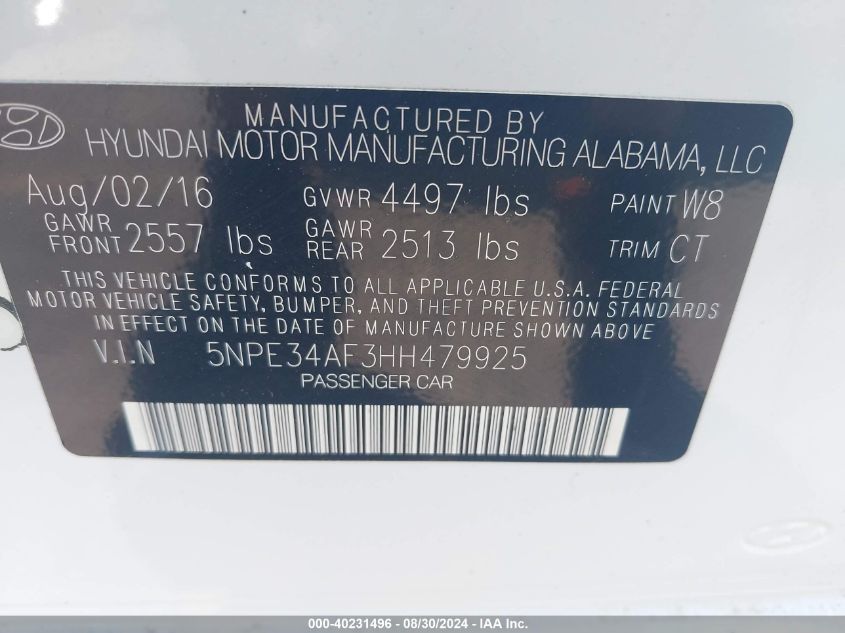 MANUFACTURED BY
HYUNDAI MOTOR MANUFACTURING ALABAMA, LLC
Aug/02/16 GVWR 4497 lbs PAINT W8
GAWR FRONT 2557 lbs GAWR REAR 2513 lbs TRIM CT
THIS VEHICLE CONFORMS TO ALL APPLICABLE U.S.A. FEDERAL
MOTOR VEHICLE SAFETY, BUMPER, AND THEFT PREVENTION STANDARDS
IN EFFECT ON THE DATE OF MANUFACTURE SHOWN ABOVE
V.I.N 5NPE34AF3HH479925
PASSENGER CAR
000-40231496 - 08/30/2024 - IAA Inc.